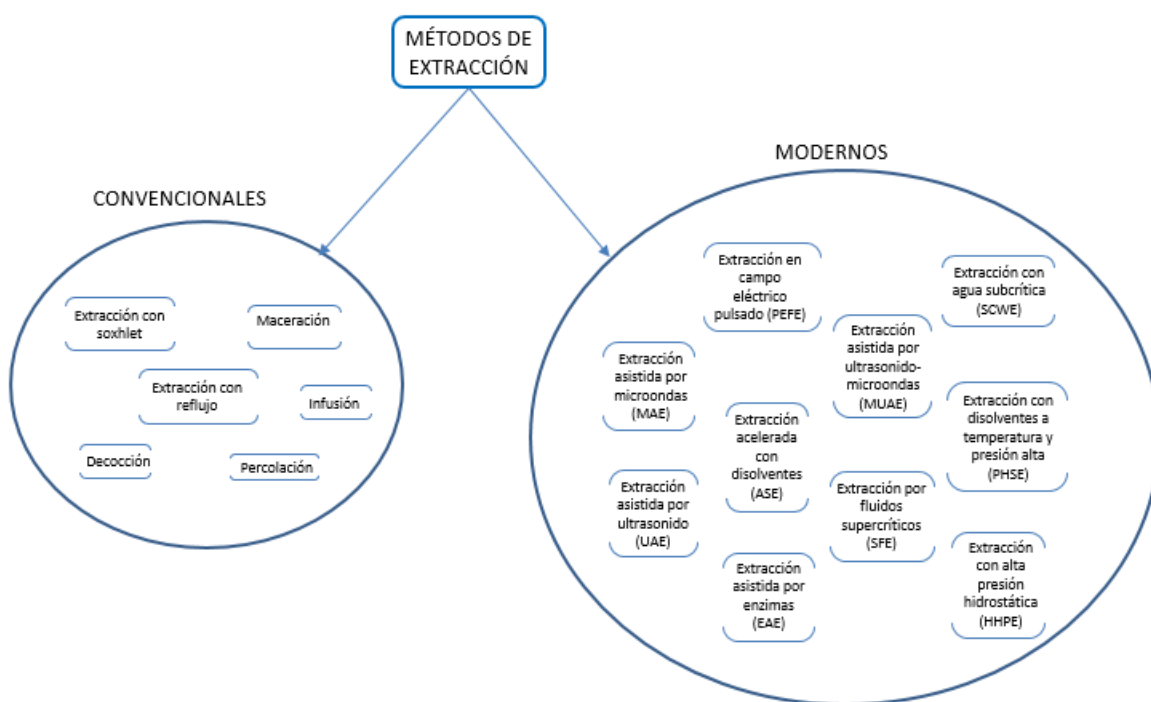 MÉTODOS DE
EXTRACCIÓN
CONVENCIONALES
Extracción con
soxhlet
Maceración
Extracción con
reflujo
Infusión
Decocción
Percolación
MODERNOS
Extracción en
campo
eléctrico
pulsado (PEFE)
Extracción con
agua subcrítica
(SCWE)
Extracción
asistida por
microondas
(MAE)
Extracción
asistida por
ultrasonido-
microondas
(MUAE)
Extracción
acelerada con
disolventes
(ASE)
Extracción con
disolventes a
temperatura y
presión alta
(PHSE)
Extracción
asistida por
ultrasonido
(UAE)
Extracción por
fluidos
supercríticos
(SFE)
Extracción
asistida por
enzimas
(EAE)
Extracción
con alta
presión
hidrostática
(HHPE)